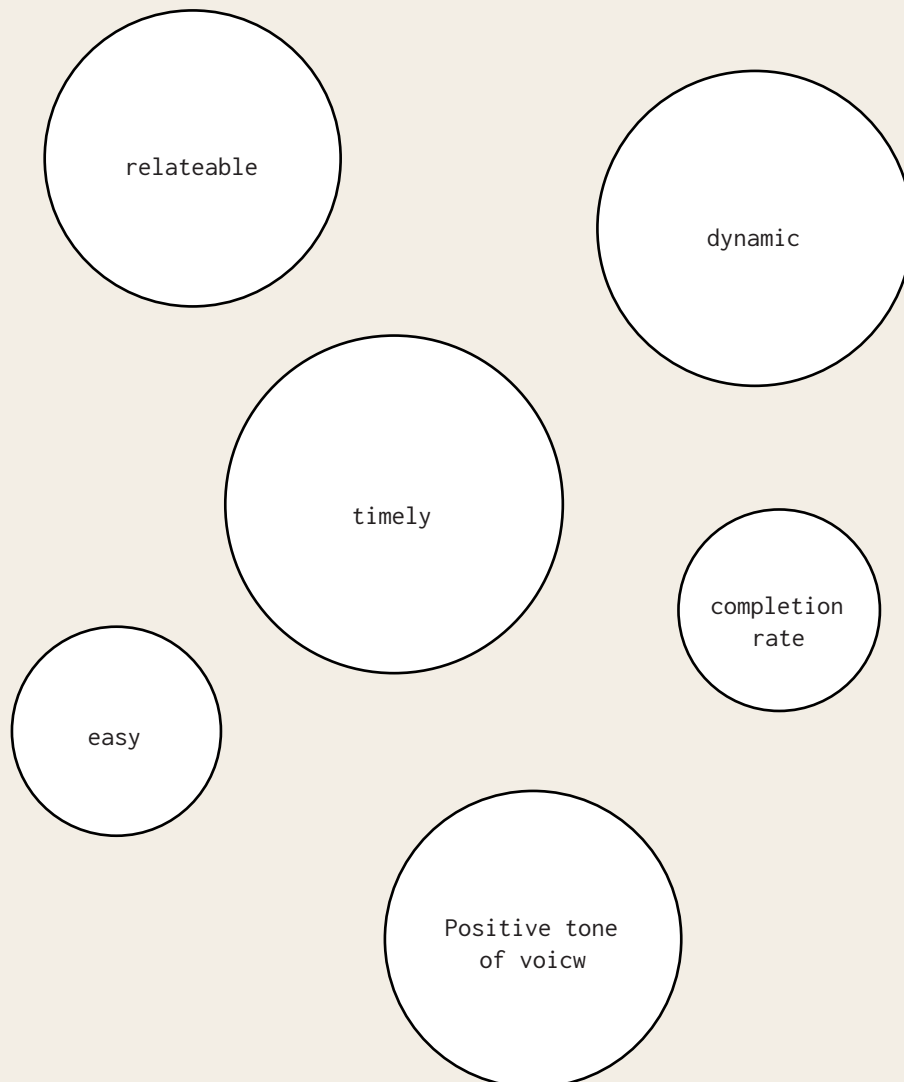 relateable
dynamic
timely
completion
rate
easy
Positive tone
of voicw